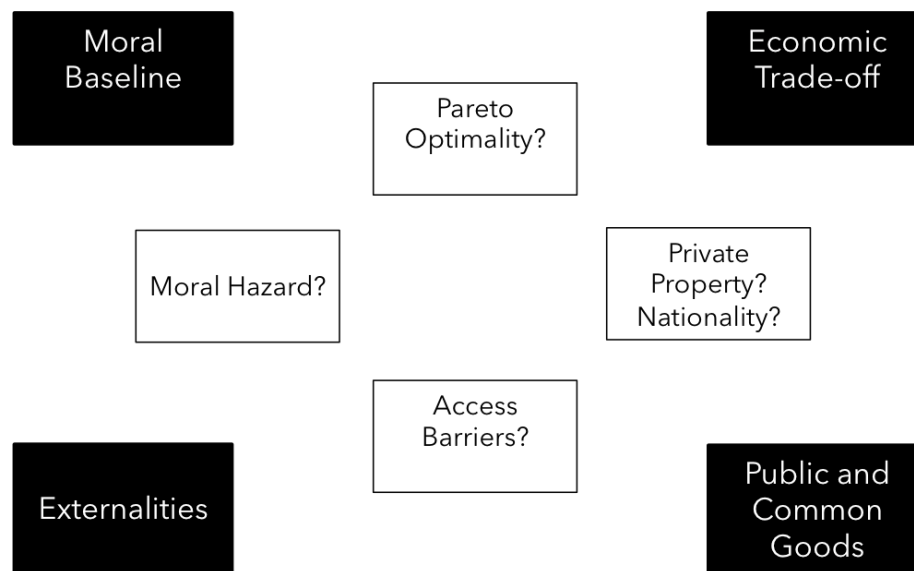 Moral
Baseline
Economic
Trade-off
Pareto
Optimality?
Moral Hazard?
Private
Property?
Nationality?
Access
Barriers?
Externalities
Public and
Common
Goods